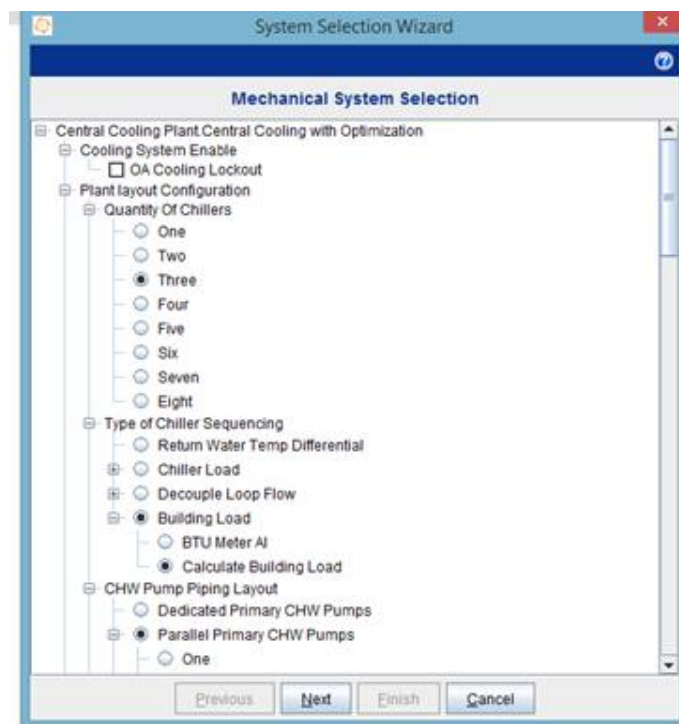 System Selection Wizard
Mechanical System Selection
Central Cooling Plant.Central Cooling with Optimization
Cooling System Enable
OA Cooling Lockout
Plant layout Configuration
Quantity Of Chillers
One
Two
Three
Four
Five
Six
Seven
Eight
Type of Chiller Sequencing
Return Water Temp Differential
Chiller Load
Decouple Loop Flow
Building Load
BTU Meter AI
Calculate Building Load
CHW Pump Piping Layout
Dedicated Primary CHW Pumps
Parallel Primary CHW Pumps
One
Previous Next Finish Cancel